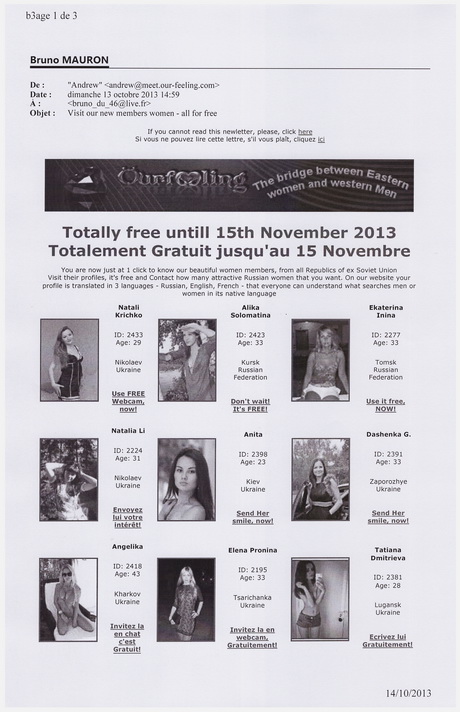 b3age 1 de 3
Bruno MAURON
De : "Andrew" <andrew@meet.our-feeling.com>
Date : dimanche 13 octobre 2013 14:59
À : <bruno_du_46@live.fr>
Objet : Visit our new members women - all for free
If you cannot read this newletter, please, click here
Si vous ne pouvez lire cette lettre, s'il vous plaît, cliquez ici
Ourfeeling
The bridge between Eastern
women and western Men
Totally free untill 15th November 2013
Totalement Gratuit jusqu'au 15 Novembre
You are now just at 1 click to know our beautiful women members, from all Republics of ex Soviet Union
Visit their profiles, it's free and Contact how many attractive Russian women that you want. On our website your
profile is translated in 3 languages - Russian, English, French - that everyone can understand what searches men or
women in its native language
Natali
Krichko
ID: 2433
Age: 29
Nikolaev
Ukraine
Use FREE
Webcam,
now!
Alika
Solomatina
ID: 2423
Age: 33
Kursk
Russian
Federation
Don't wait!
It's FREE!
Ekaterina
Inina
ID: 2277
Age: 33
Tomsk
Russian
Federation
Use it free,
NOW!
Natalia Li
ID: 2224
Age: 31
Nikolaev
Ukraine
Envoyez
lui votre
intérêt!
Anita
ID: 2398
Age: 23
Kiev
Ukraine
Send Her
smile, now!
Dashenka G.
ID: 2391
Age: 33
Zaporozhye
Ukraine
Send Her
smile, now!
Angelika
ID: 2418
Age: 43
Kharkov
Ukraine
Invitez la
en chat
c'est
Gratuit!
Elena Pronina
ID: 2195
Age: 33
Tsarichanka
Ukraine
Invitez la en
webcam,
Gratuitement!
Tatiana
Dmitrieva
ID: 2381
Age: 28
Lugansk
Ukraine
Ecrivez lui
Gratuitement!
14/10/2013